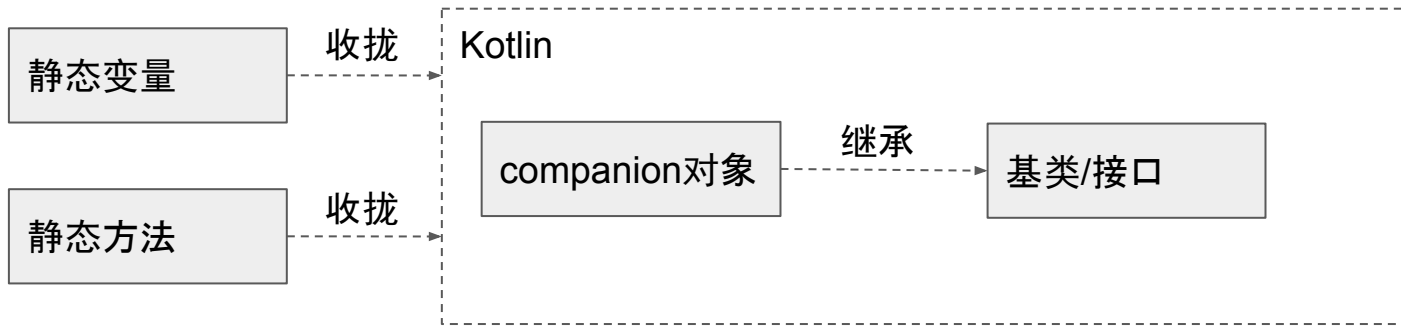 收拢
Kotlin
静态变量
companion对象
继承
基类/接口
收拢
静态方法